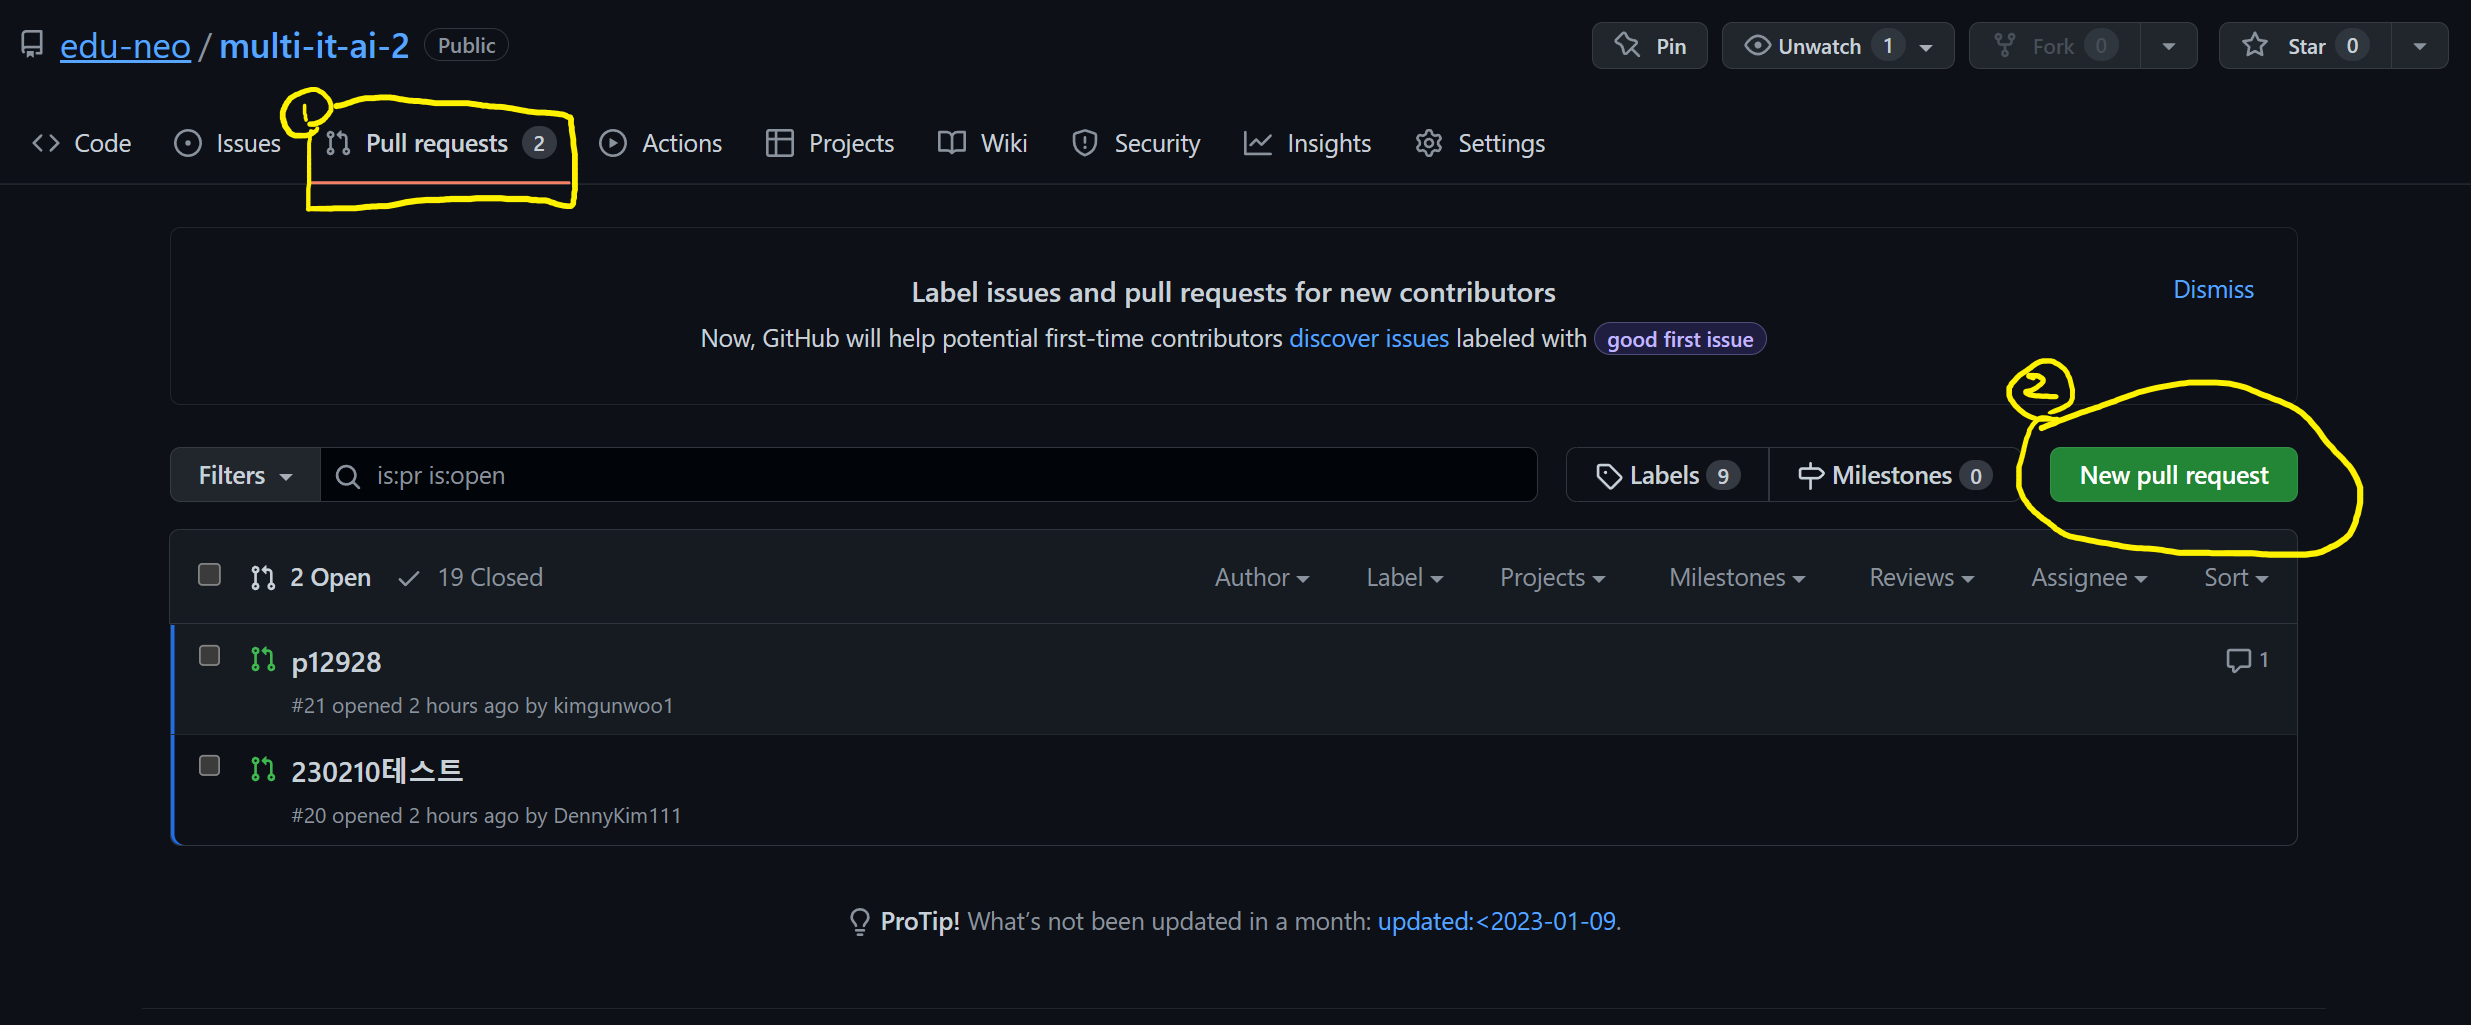 edu-neo / multi-it-ai-2 Public Pin Unwatch 1 Fork 0 Star 0
1
Code Issues Pull requests 2 Actions Projects Wiki Security Insights Settings
Label issues and pull requests for new contributors
Dismiss
Now, GitHub will help potential first-time contributors discover issues labeled with good first issue
2
Filters is:pr is:open Labels 9 Milestones 0 New pull request
2 Open 19 Closed Author Label Projects Milestones Reviews Assignee Sort
p12928 1
#21 opened 2 hours ago by kimgunwoo1
230210테스트
#20 opened 2 hours ago by DennyKim111
ProTip! What’s not been updated in a month: updated:<2023-01-09.